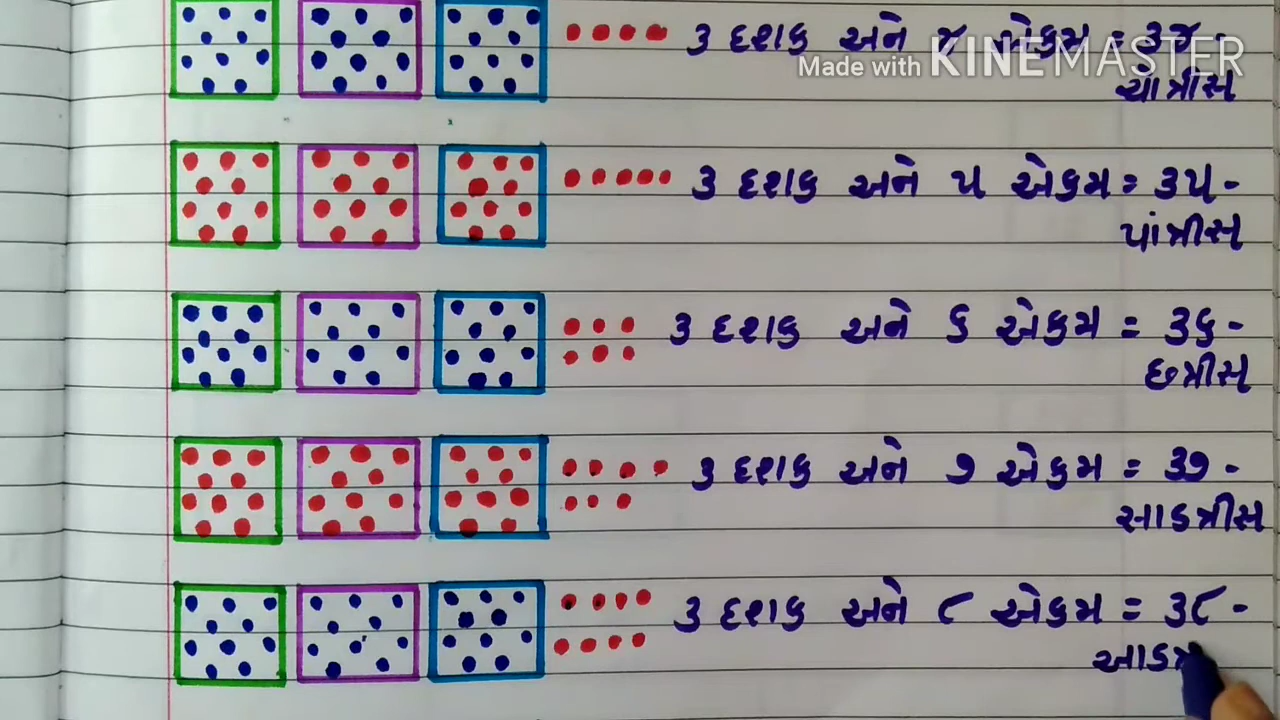 ૩ દશક અને ૪ એકમ = ૩૪ -
Made with KINEMASTER
ચોત્રીસ
૩ દશક અને ૫ એકમ = ૩૫ -
પાંત્રીસ
૩ દશક અને ૬ એકમ = ૩૬ -
છત્રીસ
૩ દશક અને ૭ એકમ = ૩૭ -
સાડત્રીસ
૩ દશક અને ૮ એકમ = ૩૮ -